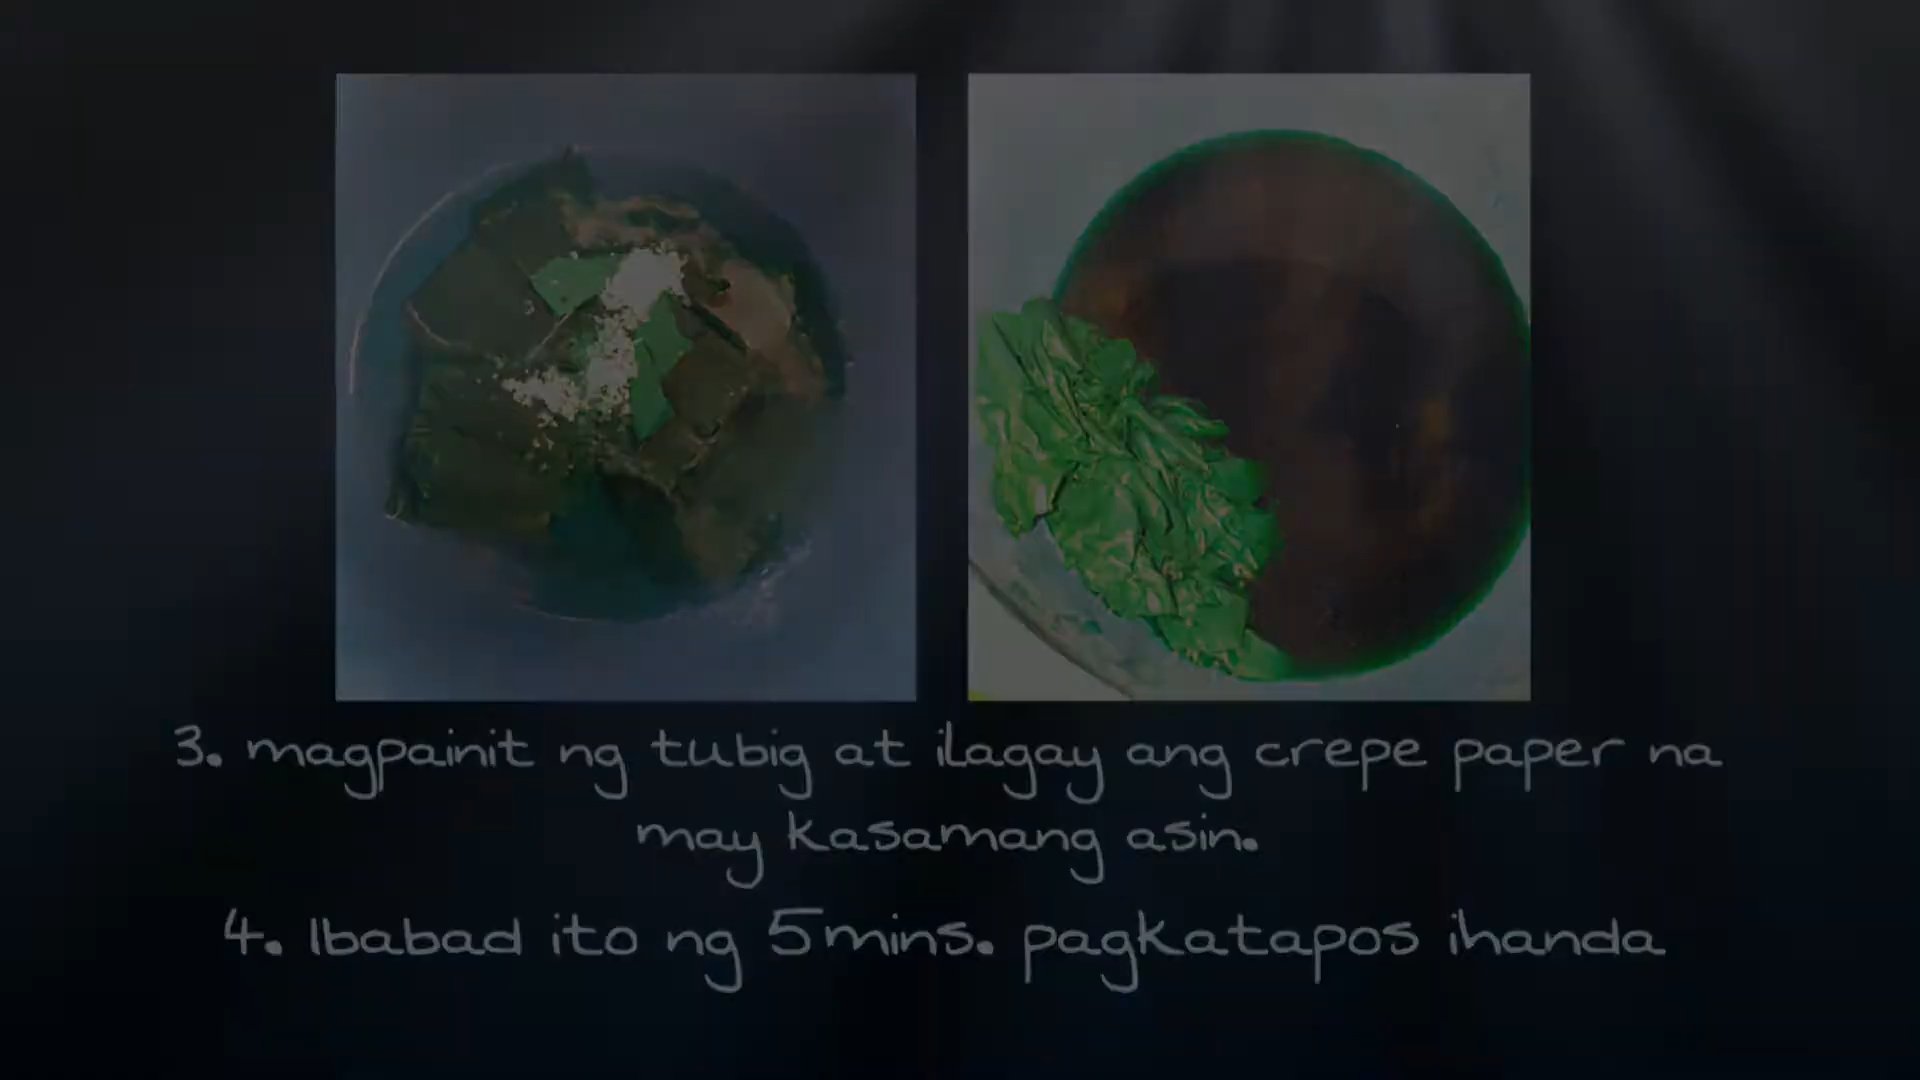 3. magpainit ng tubig at ilagay ang crepe paper na
may kasamang asin.
4. Ibabad ito ng 5mins. pagkatapos ihanda